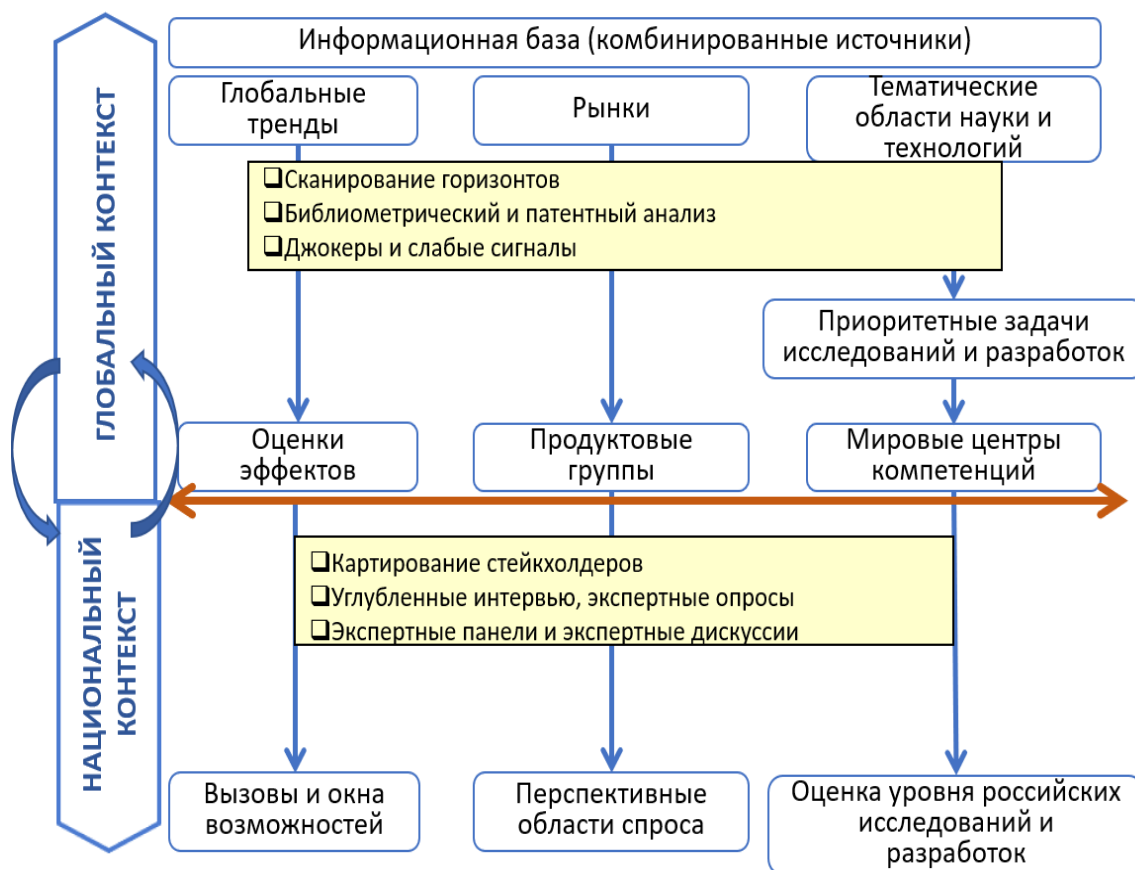 Информационная база (комбинированные источники)
Глобальные
тренды
Рынки
Тематические
области науки и
технологий
ГЛОБАЛЬНЫЙ КОНТЕКСТ
❑Сканирование горизонтов
❑Библиометрический и патентный анализ
❑Джокеры и слабые сигналы
Приоритетные задачи
исследований и разработок
Оценки
эффектов
Продуктовые
группы
Мировые центры
компетенций
НАЦИОНАЛЬНЫЙ
КОНТЕКСТ
❑Картирование стейкхолдеров
❑Углубленные интервью, экспертные опросы
❑Экспертные панели и экспертные дискуссии
Вызовы и окна
возможностей
Перспективные
области спроса
Оценка уровня российских
исследований и
разработок